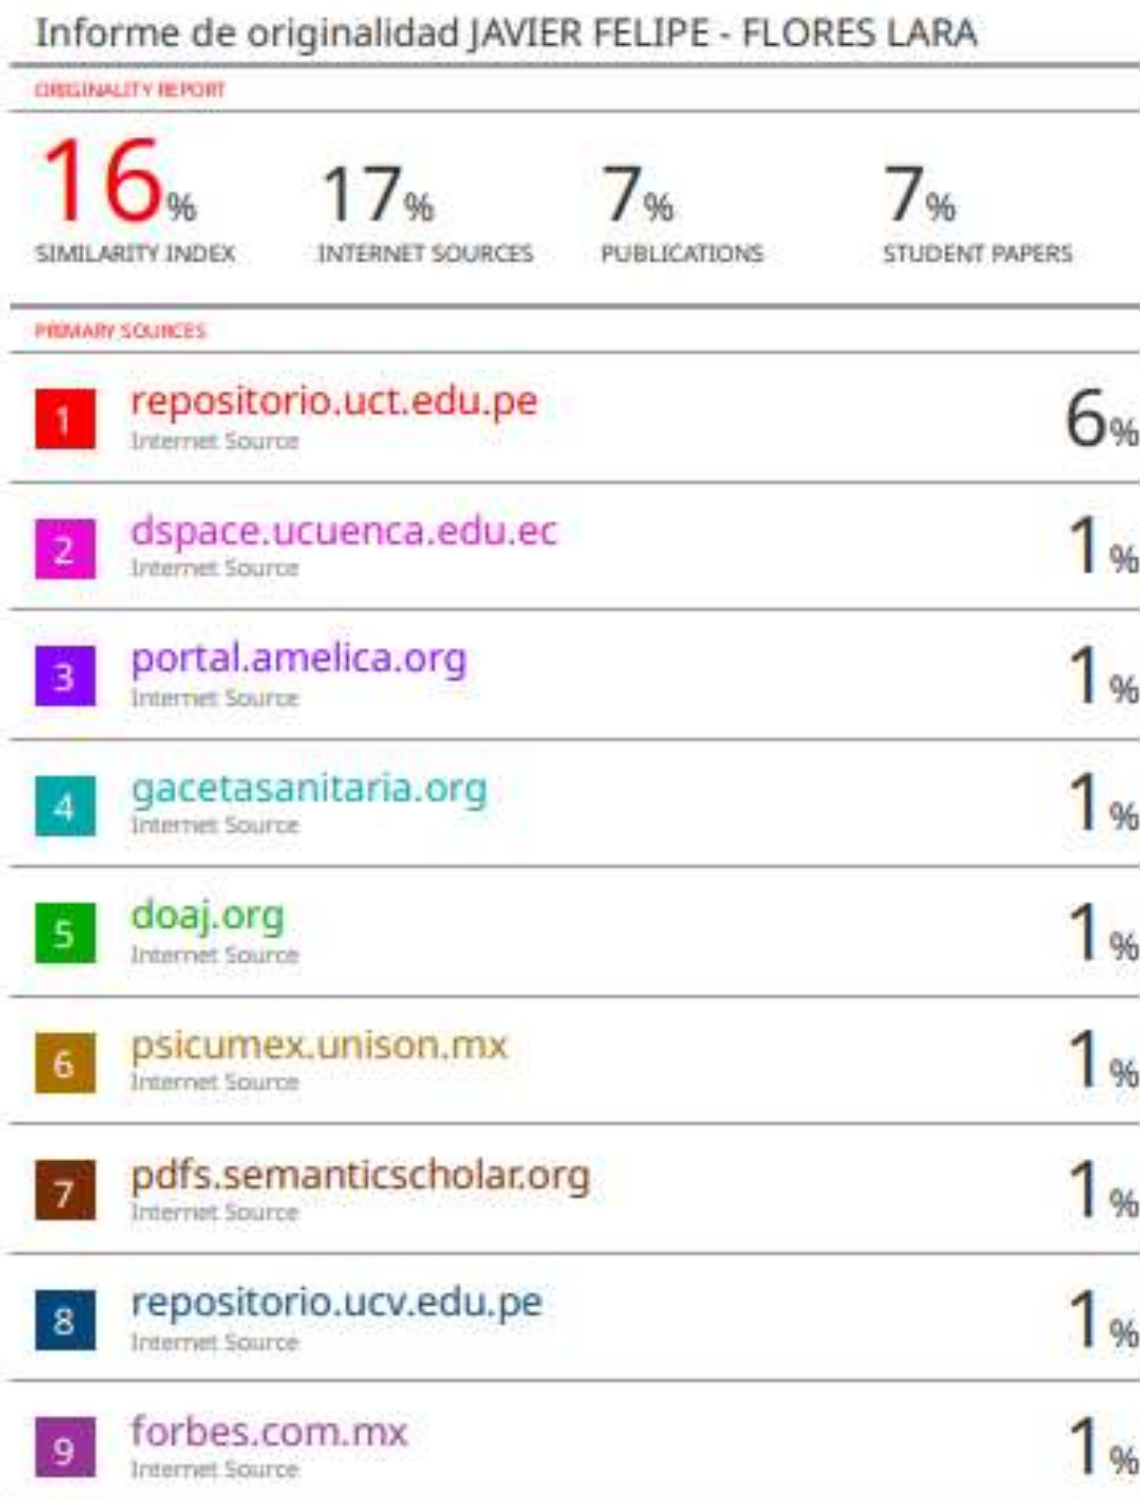 Informe de originalidad JAVIER FELIPE - FLORES LARA
ORIGINALITY REPORT
16% 17% 7% 7%
SIMILARITY INDEX INTERNET SOURCES PUBLICATIONS STUDENT PAPERS
PRIMARY SOURCES
1 repositorio.uct.edu.pe 6%
Internet Source
2 dspace.ucuenca.edu.ec 1%
Internet Source
3 portal.amelica.org 1%
Internet Source
4 gacetasanitaria.org 1%
Internet Source
5 doaj.org 1%
Internet Source
6 psicumex.unison.mx 1%
Internet Source
7 pdfs.semanticscholar.org 1%
Internet Source
8 repositorio.ucv.edu.pe 1%
Internet Source
9 forbes.com.mx 1%
Internet Source